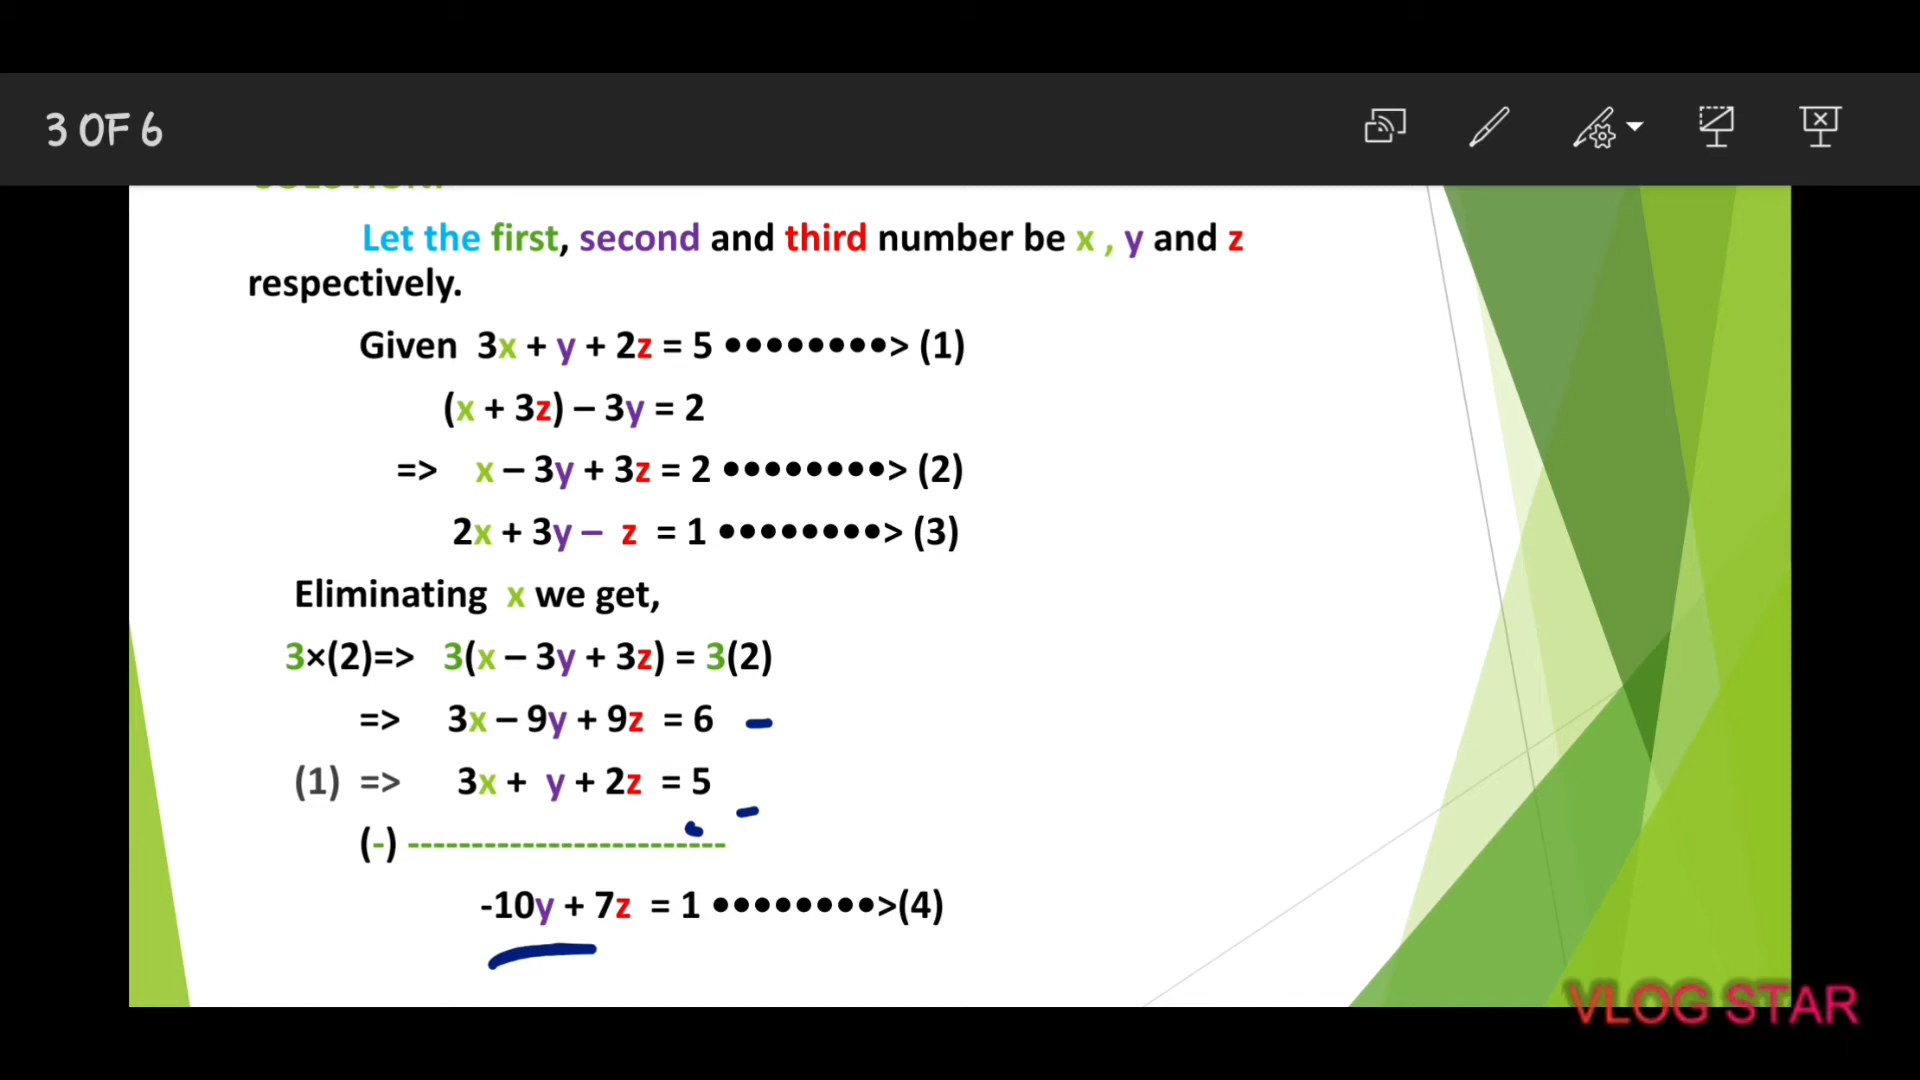 3 OF 6
Let the first, second and third number be x , y and z
respectively.
Given 3x + y + 2z = 5 ••••••••> (1)
(x + 3z) – 3y = 2
=> x – 3y + 3z = 2 ••••••••> (2)
2x + 3y – z = 1 ••••••••> (3)
Eliminating x we get,
3×(2)=> 3(x – 3y + 3z) = 3(2)
=> 3x – 9y + 9z = 6
(1) => 3x + y + 2z = 5
(-) -------------------------
-10y + 7z = 1 ••••••••>(4)
VLOG STAR